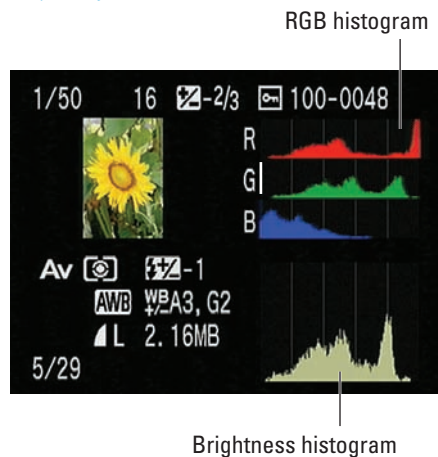 RGB histogram
1/50 16 -2/3 100-0048
R
G
B
Av -1
AWB WB A3, G2
L 2.16MB
5/29
Brightness histogram